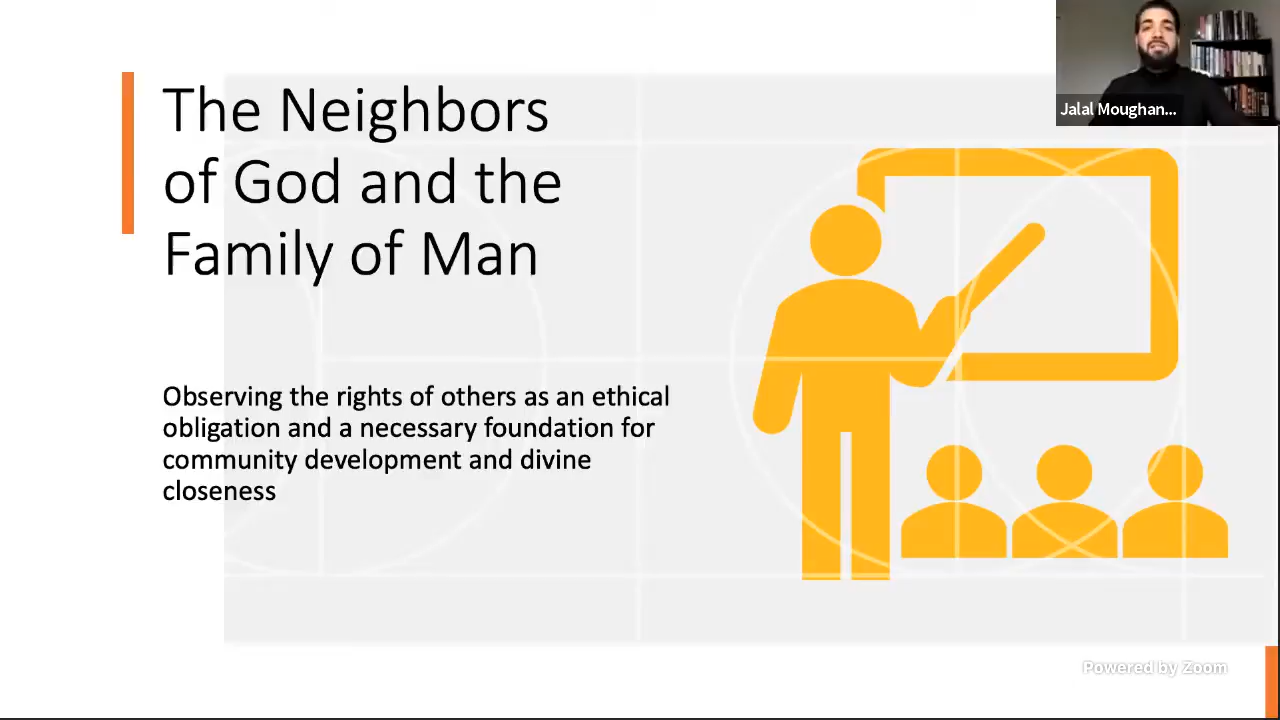 The Neighbors
of God and the
Family of Man
Observing the rights of others as an ethical
obligation and a necessary foundation for
community development and divine
closeness
Jalal Moughan...
Powered by Zoom